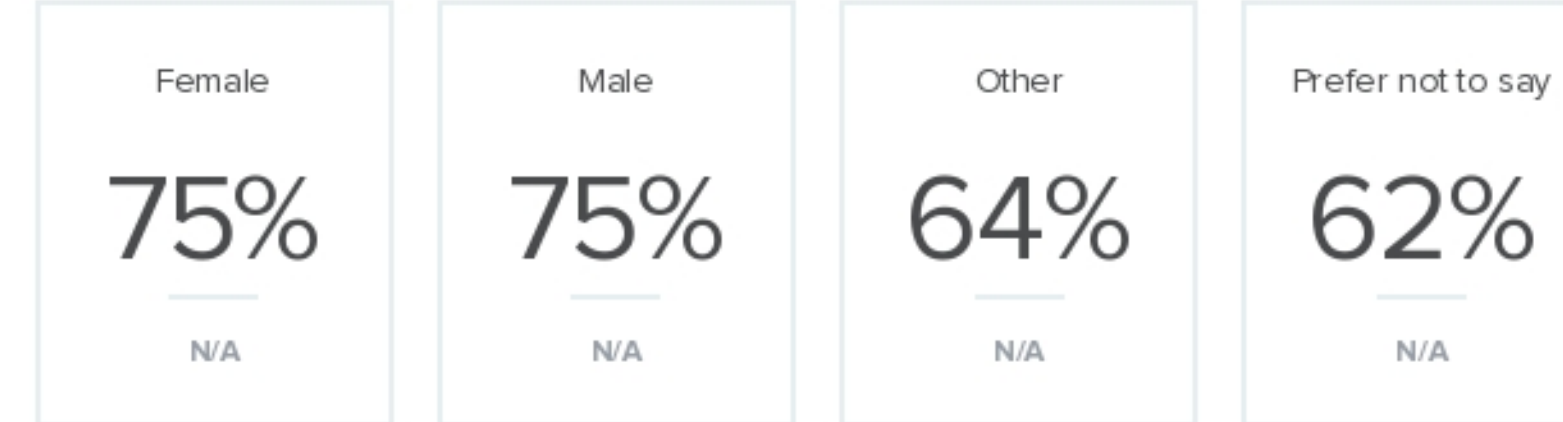 Female Male Other Prefer not to say
75% 75% 64% 62%
N/A N/A N/A N/A